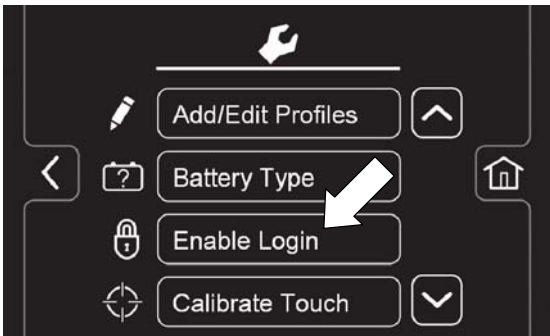 Add/Edit Profiles
Battery Type
Enable Login
Calibrate Touch